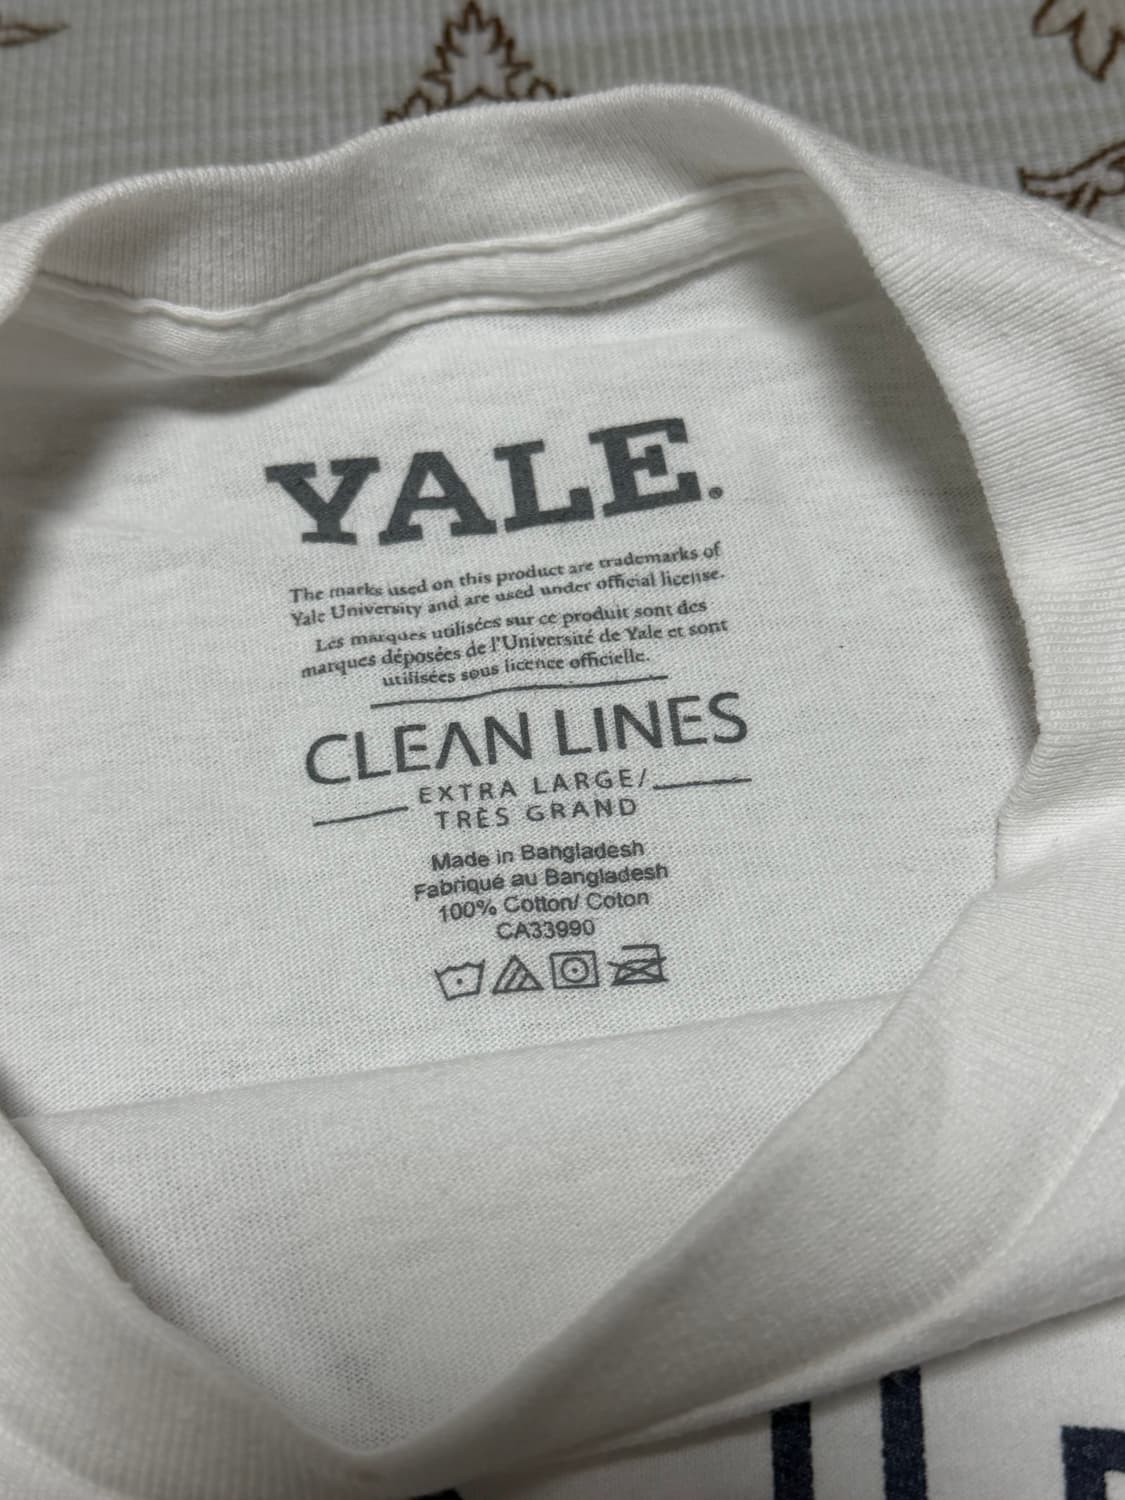 YALE.
The marks used on this product are trademarks of
Yale University and are used under official license.
Les marques utilisées sur ce produit sont des
marques déposées de l'Université de Yale et sont
utilisées sous licence officielle.
CLEAN LINES
EXTRA LARGE/
TRÈS GRAND
Made in Bangladesh
Fabriqué au Bangladesh
100% Cotton/ Coton
CA33990